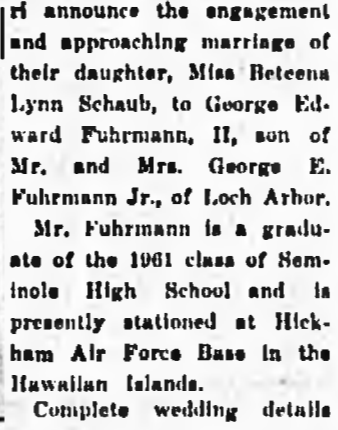 rf announce the engagement
and approaching marriage of
their daughter, Miss Beteena
Lynn Schaub, to George Ed-
ward Fuhrmann, II, son of
Mr. and Mrs. George E.
Fuhrmann Jr., of Loch Arbor.
Mr. Fuhrmann is a gradu-
ate of the 1961 class of Sem-
inole High School and is
presently stationed at Hick-
ham Air Force Base in the
Hawaiian Islands.
Complete wedding details